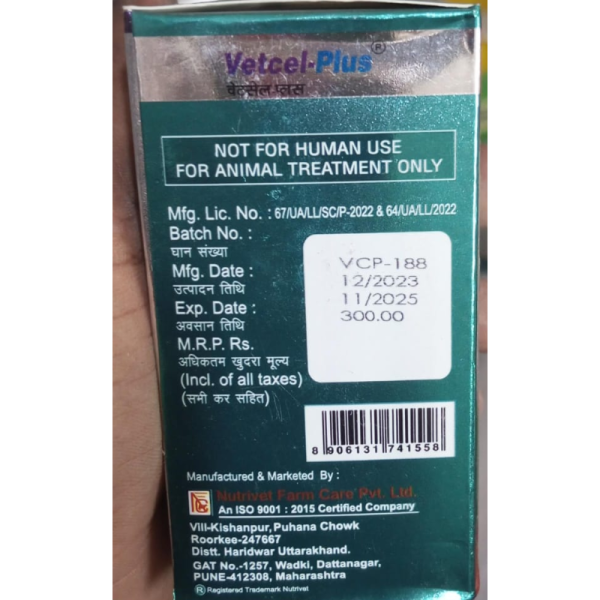 Vetcel-Plus®
वेटसेल प्लस
NOT FOR HUMAN USE
FOR ANIMAL TREATMENT ONLY
Mfg. Lic. No. : 67/UA/LL/SC/P-2022 & 64/UA/LL/2022
Batch No. : VCP-188
घान संख्या
Mfg. Date : 12/2023
उत्पादन तिथि
Exp. Date : 11/2025
अवसान तिथि
M.R.P. Rs. 300.00
अधिकतम खुदरा मूल्य
(Incl. of all taxes)
(सभी कर सहित)
8 906131 741558
Manufactured & Marketed By :
Nutrivet Farm Care Pvt. Ltd.
An ISO 9001 : 2015 Certified Company
Vill-Kishanpur, Puhana Chowk
Roorkee-247667
Distt. Haridwar Uttarakhand.
GAT No.-1257, Wadki, Dattanagar,
PUNE-412308, Maharashtra
® Registered Trademark Nutrivet